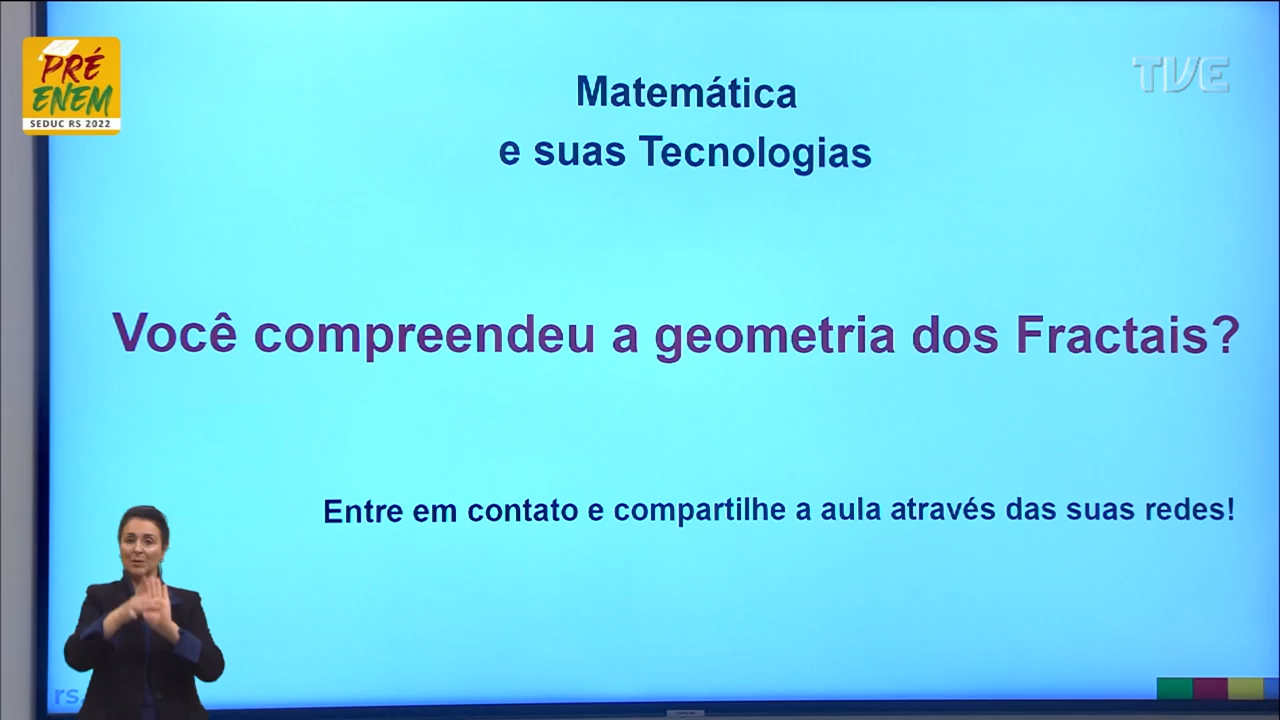 PRÉ
ENEM
SEDUC RS 2022
TVE
Matemática
e suas Tecnologias
Você compreendeu a geometria dos Fractais?
Entre em contato e compartilhe a aula através das suas redes!
rs.